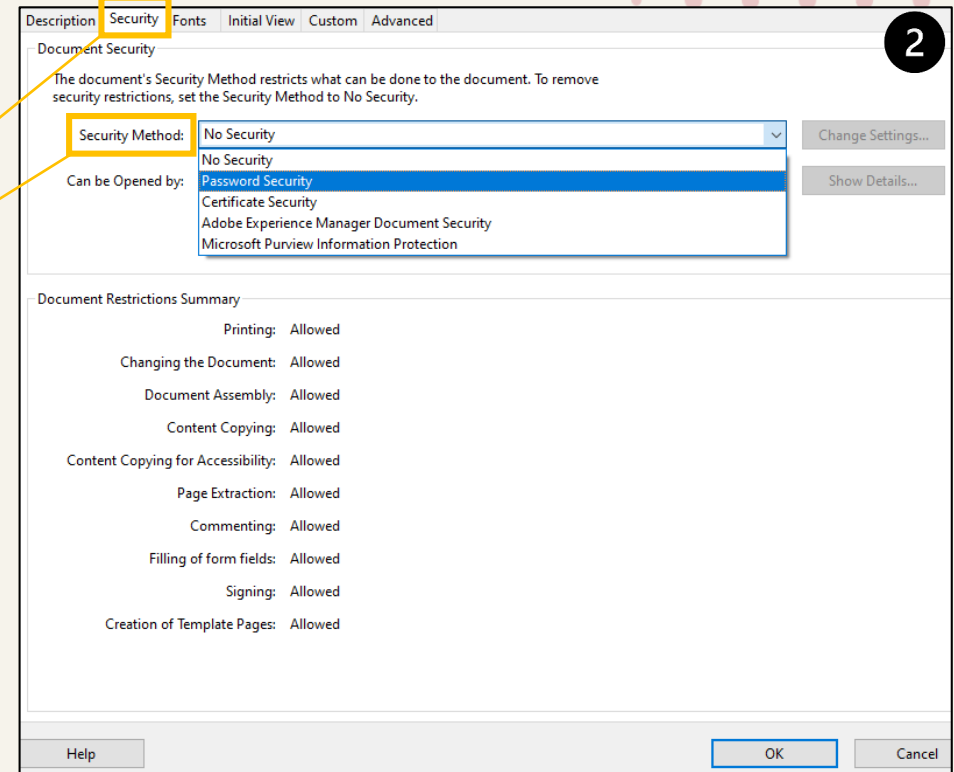 Description Security Fonts Initial View Custom Advanced
2
Document Security
The document's Security Method restricts what can be done to the document. To remove
security restrictions, set the Security Method to No Security.
Security Method: No Security Change Settings...
No Security
Can be Opened by: Password Security Show Details...
Certificate Security
Adobe Experience Manager Document Security
Microsoft Purview Information Protection
Document Restrictions Summary
Printing: Allowed
Changing the Document: Allowed
Document Assembly: Allowed
Content Copying: Allowed
Content Copying for Accessibility: Allowed
Page Extraction: Allowed
Commenting: Allowed
Filling of form fields: Allowed
Signing: Allowed
Creation of Template Pages: Allowed
Help OK Cancel